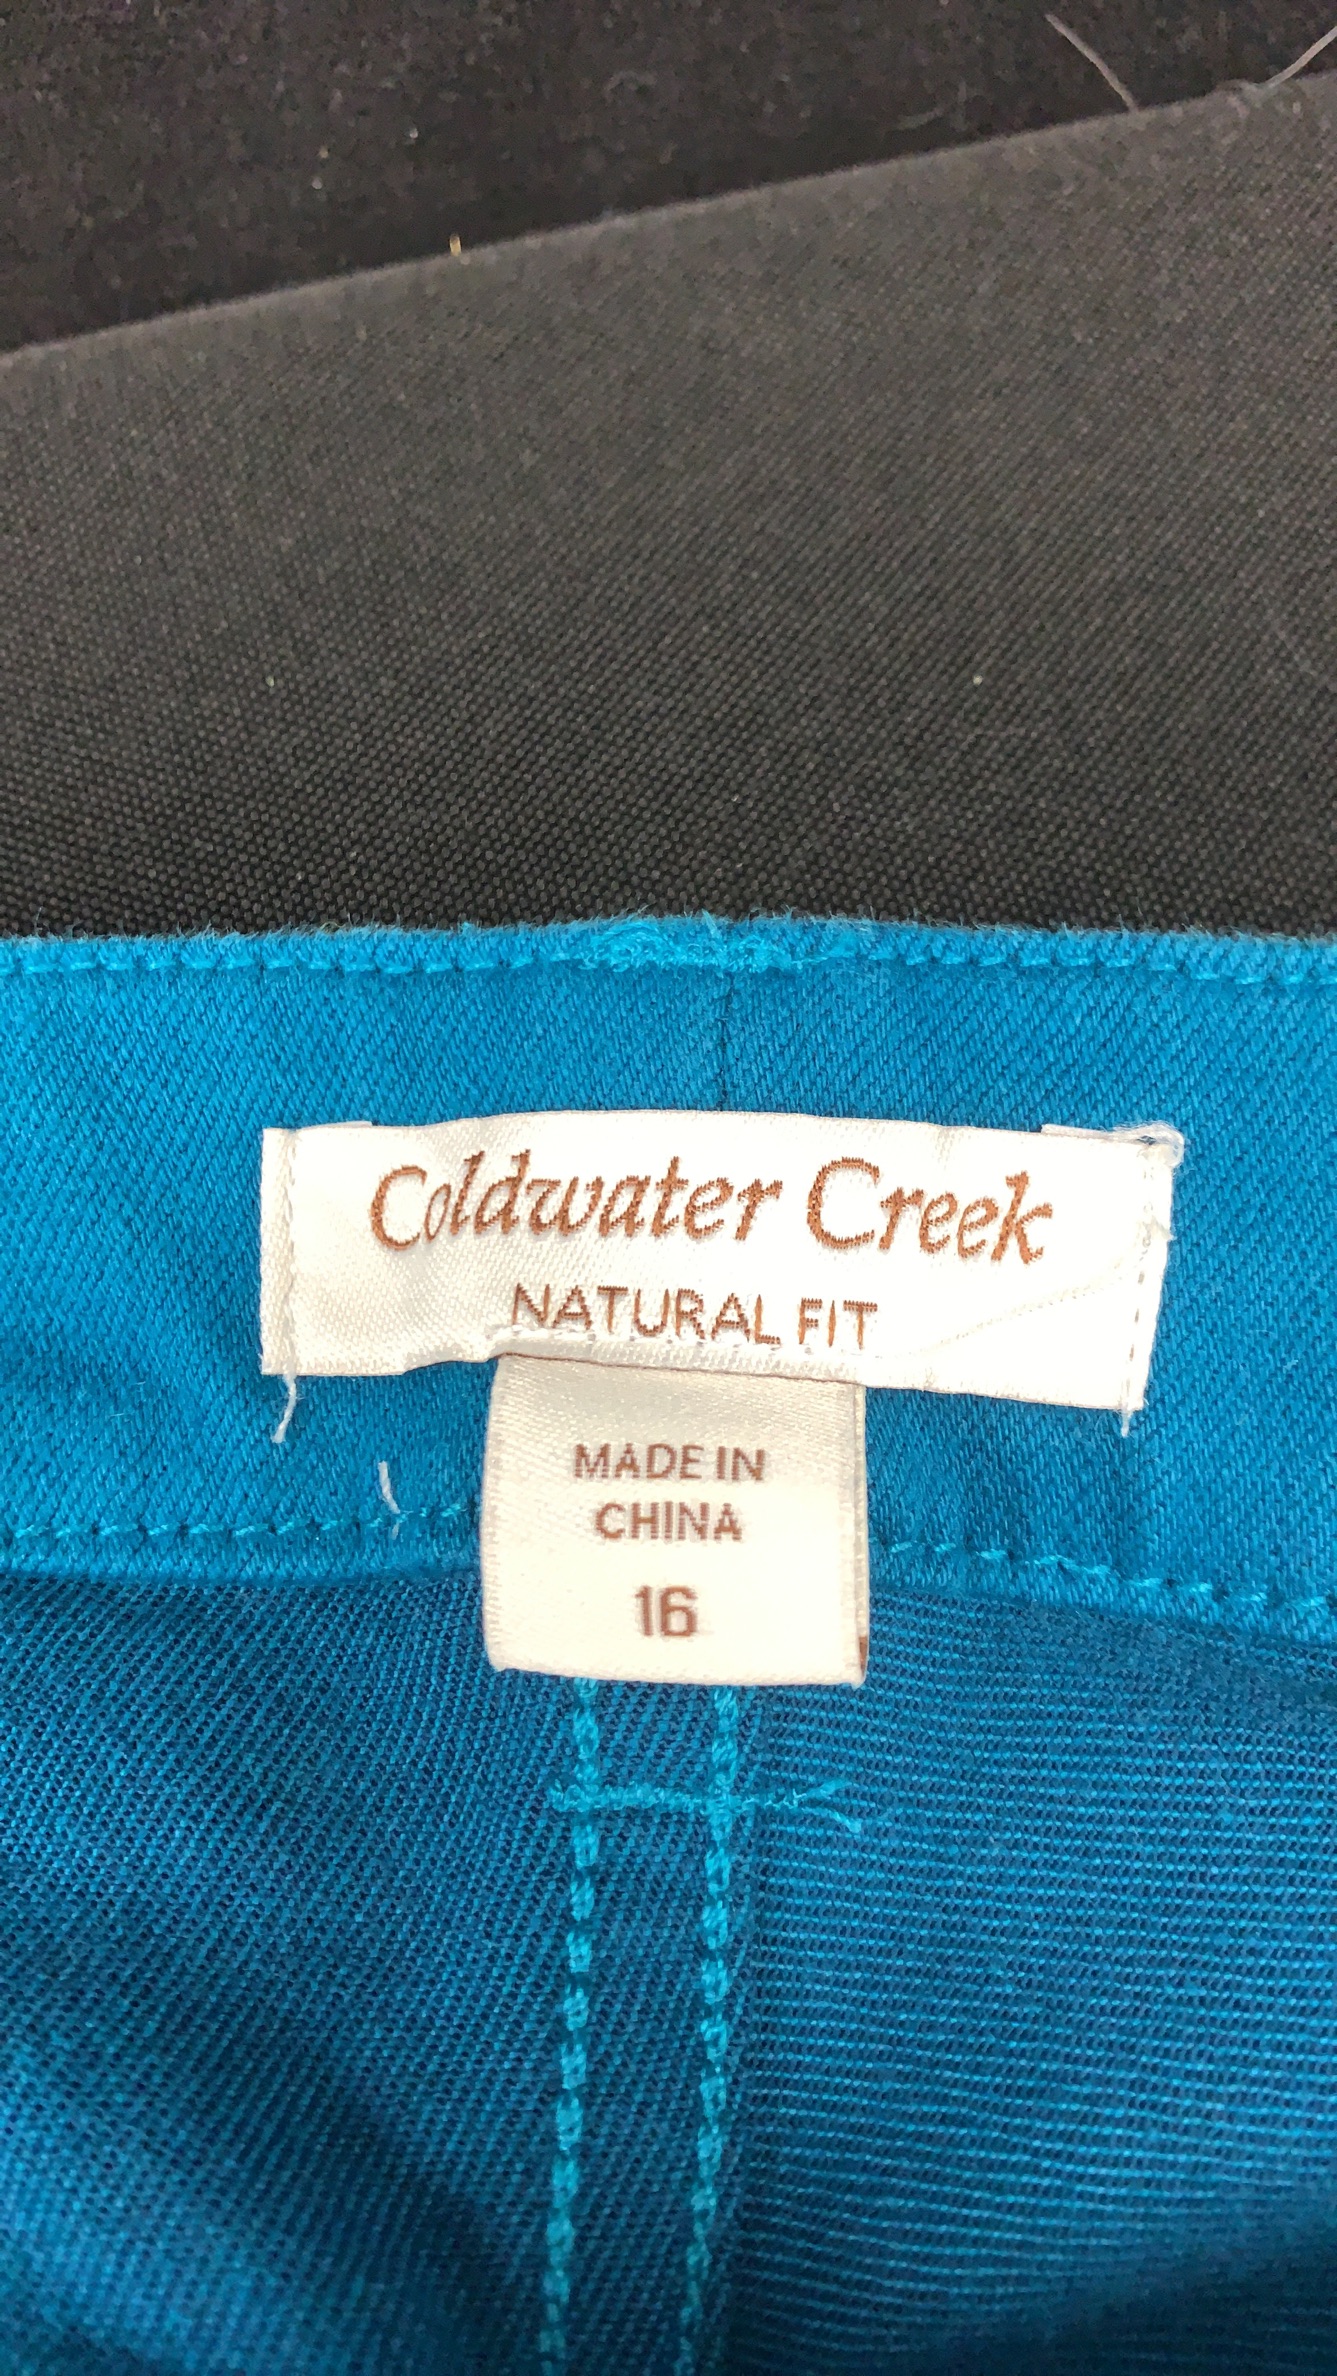 Coldwater Creek
NATURAL FIT
MADE IN
CHINA
16